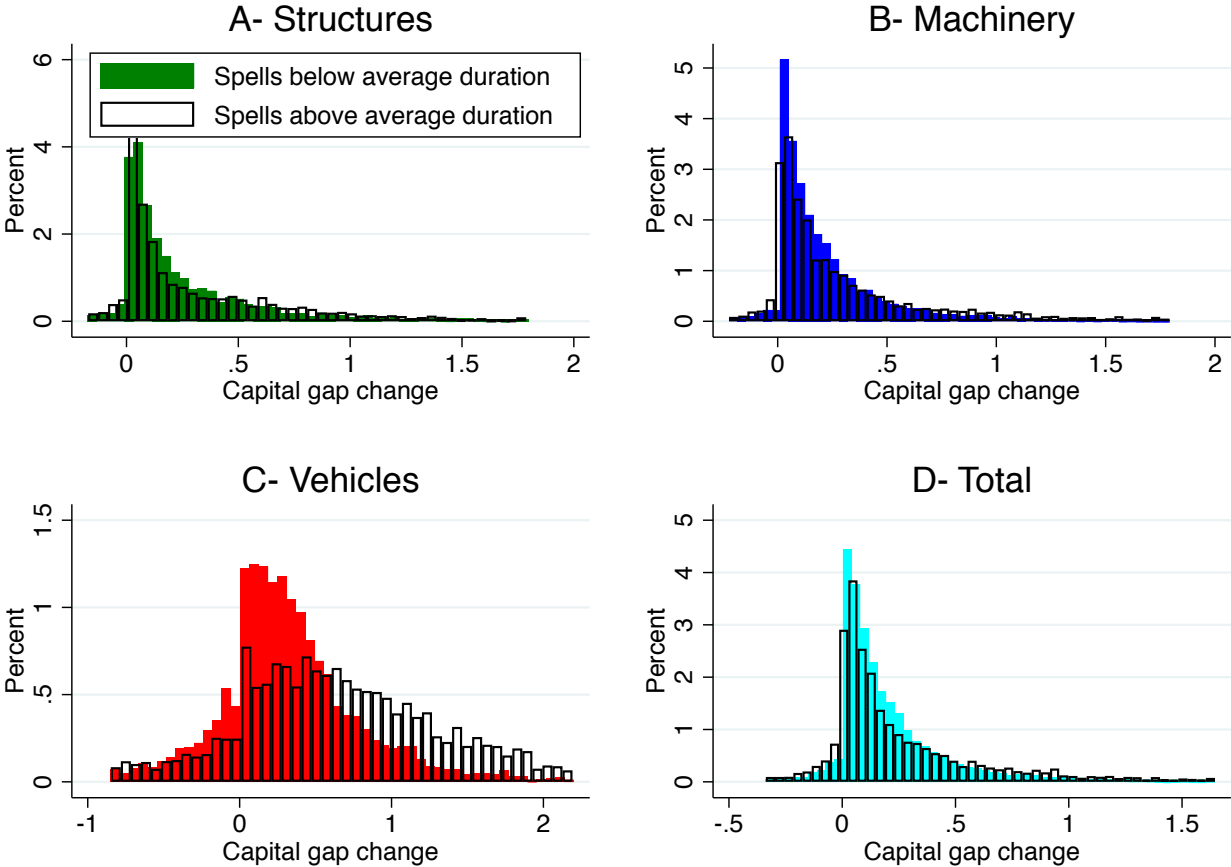 A- Structures
Percent
6
4
2
0
Spells below average duration
Spells above average duration
0 .5 1 1.5 2
Capital gap change
B- Machinery
Percent
5
4
3
2
1
0
0 .5 1 1.5 2
Capital gap change
C- Vehicles
Percent
1.5
1
.5
0
-1 0 1 2
Capital gap change
D- Total
Percent
5
4
3
2
1
0
-.5 0 .5 1 1.5
Capital gap change